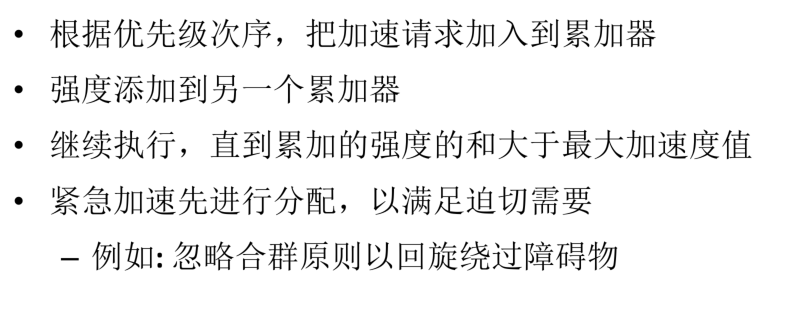 • 根据优先级次序，把加速请求加入到累加器
• 强度添加到另一个累加器
• 继续执行，直到累加的强度的和大于最大加速度值
• 紧急加速先进行分配，以满足迫切需要
– 例如: 忽略合群原则以回旋绕过障碍物